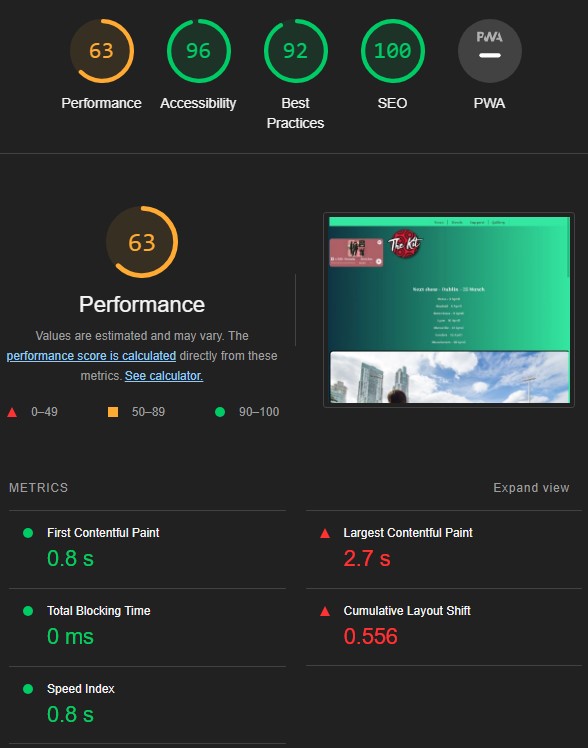 63
96
92
100
PWA
Performance
Accessibility
Best
Practices
SEO
PWA
63
Performance
Values are estimated and may vary. The
performance score is calculated directly from these
metrics. See calculator.
0–49
50–89
90–100
The Kit
Next show - Dublin - 22 March
METRICS
Expand view
First Contentful Paint
0.8 s
Largest Contentful Paint
2.7 s
Total Blocking Time
0 ms
Cumulative Layout Shift
0.556
Speed Index
0.8 s